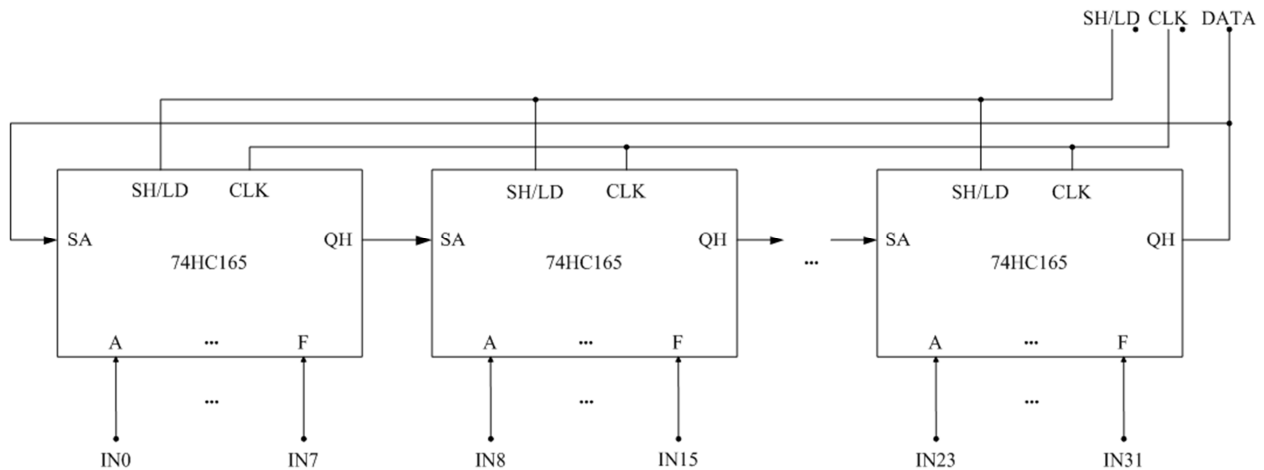 SH/LD CLK DATA
SH/LD CLK SH/LD CLK SH/LD CLK
SA QH SA QH SA QH
74HC165 74HC165 ... 74HC165
A ... F A ... F A ... F
... ... ...
IN0 IN7 IN8 IN15 IN23 IN31